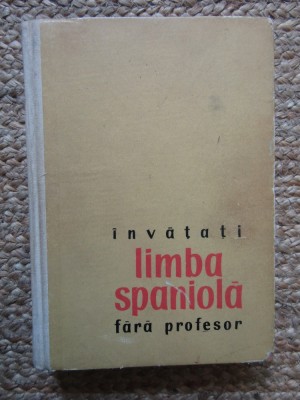 învățați
limba
spaniolă
fără profesor